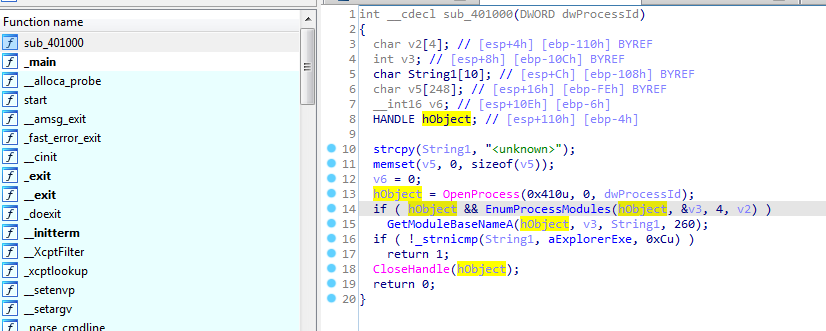 Function name
sub_401000
_main
__alloca_probe
start
__amsg_exit
_fast_error_exit
__cinit
_exit
__exit
_doexit
__initterm
__XcptFilter
_xcptlookup
__setenvp
__setargv
_parse_cmdline
1 int __cdecl sub_401000(DWORD dwProcessId)
2 {
3 char v2[4]; // [esp+4h] [ebp-110h] BYREF
4 int v3; // [esp+8h] [ebp-10Ch] BYREF
5 char String1[10]; // [esp+Ch] [ebp-108h] BYREF
6 char v5[248]; // [esp+16h] [ebp-FEh] BYREF
7 __int16 v6; // [esp+10Eh] [ebp-6h]
8 HANDLE hObject; // [esp+110h] [ebp-4h]
9
10 strcpy(String1, "<unknown>");
11 memset(v5, 0, sizeof(v5));
12 v6 = 0;
13 hObject = OpenProcess(0x410u, 0, dwProcessId);
14 if ( hObject && EnumProcessModules(hObject, &v3, 4, v2) )
15 GetModuleBaseNameA(hObject, v3, String1, 260);
16 if ( !_strnicmp(String1, aExplorerExe, 0xCu) )
17 return 1;
18 CloseHandle(hObject);
19 return 0;
20 }